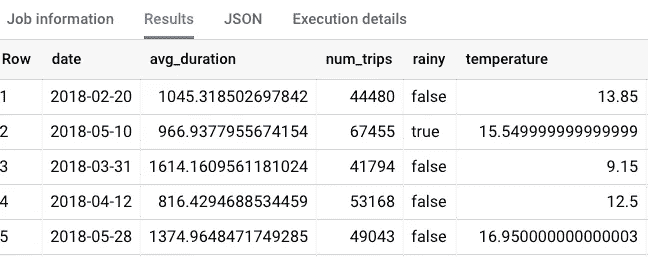 Job information Results JSON Execution details
Row date avg_duration num_trips rainy temperature
1 2018-02-20 1045.318502697842 44480 false 13.85
2 2018-05-10 966.9377955674154 67455 true 15.549999999999999
3 2018-03-31 1614.1609561181024 41794 false 9.15
4 2018-04-12 816.4294688534459 53168 false 12.5
5 2018-05-28 1374.9648471749285 49043 false 16.950000000000003